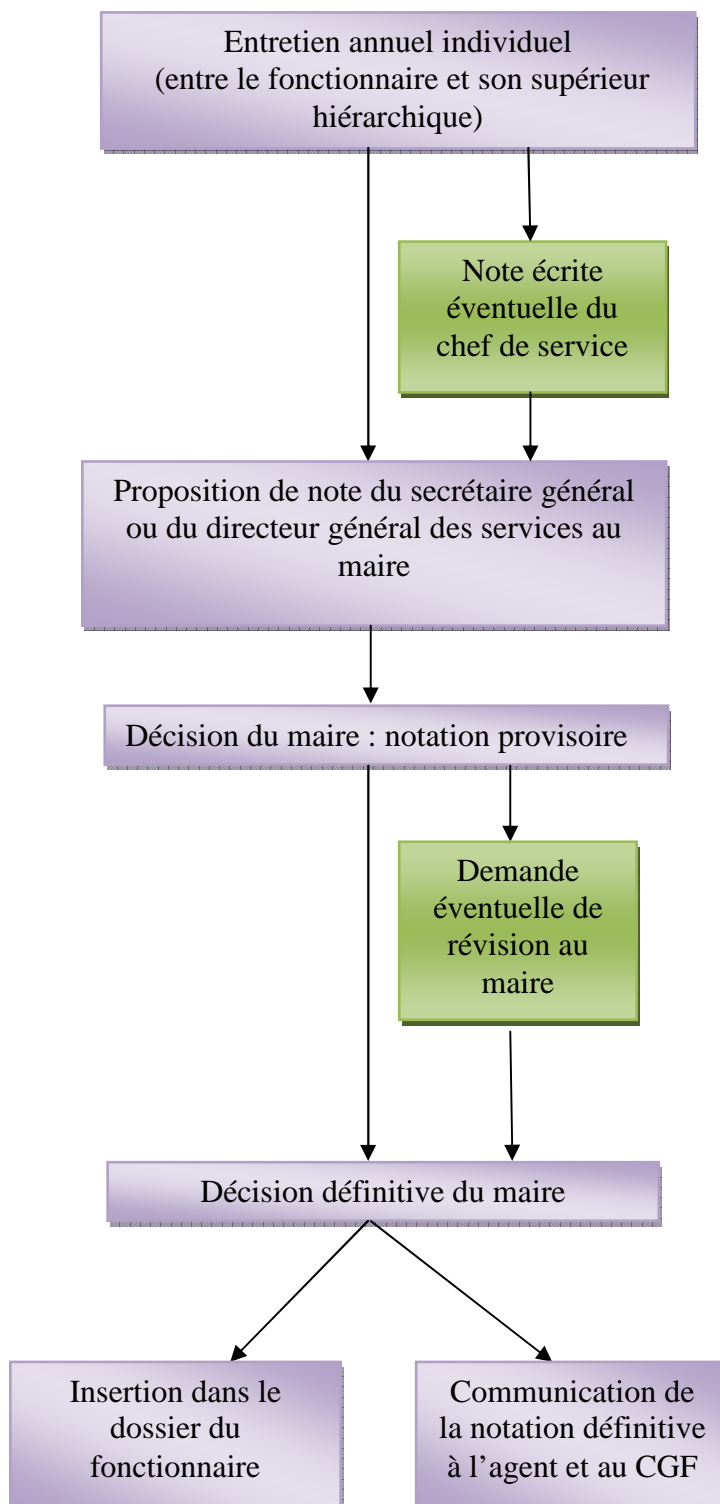 Entretien annuel individuel
(entre le fonctionnaire et son supérieur
hiérarchique)
Note écrite
éventuelle du
chef de service
Proposition de note du secrétaire général
ou du directeur général des services au
maire
Décision du maire : notation provisoire
Demande
éventuelle de
révision au
maire
Décision définitive du maire
Insertion dans le
dossier du
fonctionnaire
Communication de
la notation définitive
à l’agent et au CGF